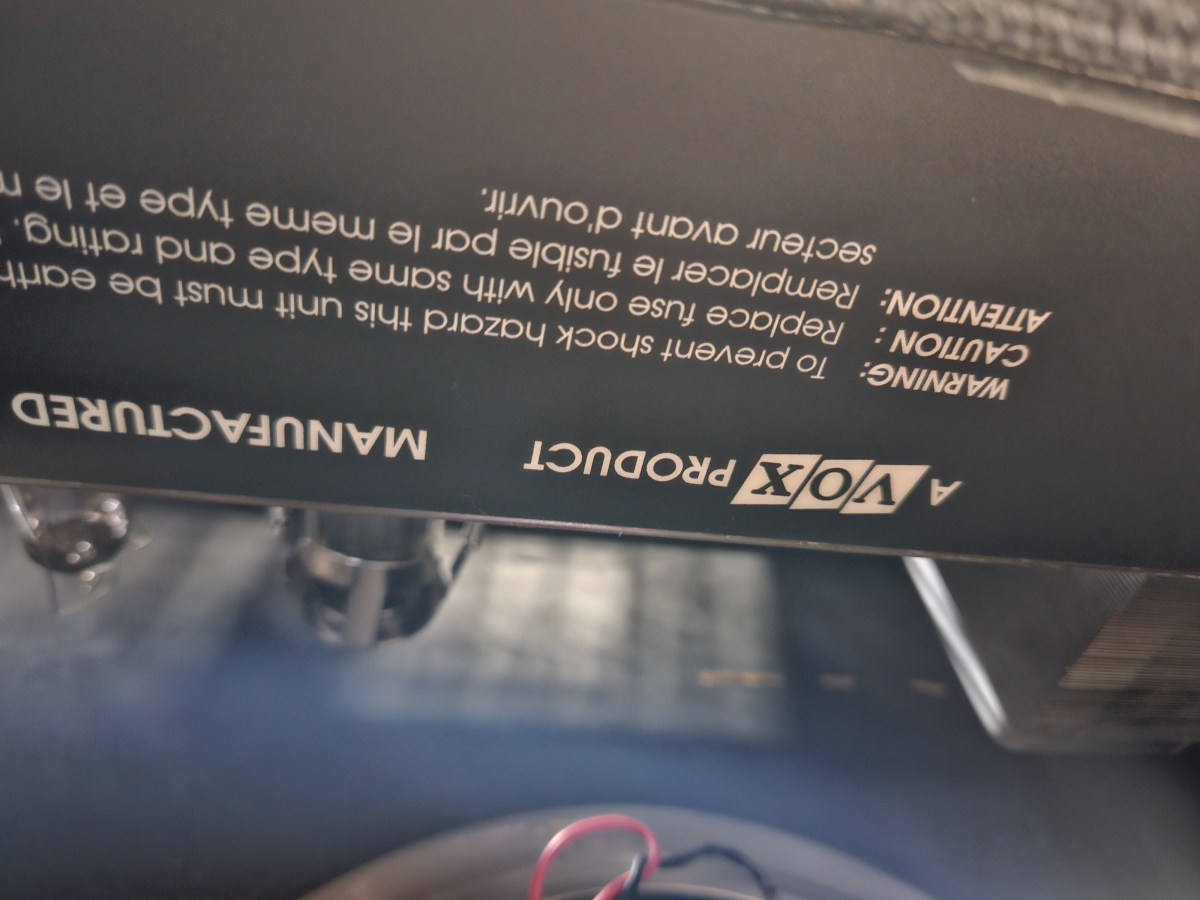 A VOX PRODUCT MANUFACTURED
WARNING: To prevent shock hazard this unit must be earth
CAUTION : Replace fuse only with same type and rating.
ATTENTION: Remplacer le fusible par le meme type et le
secteur avant d'ouvrir.